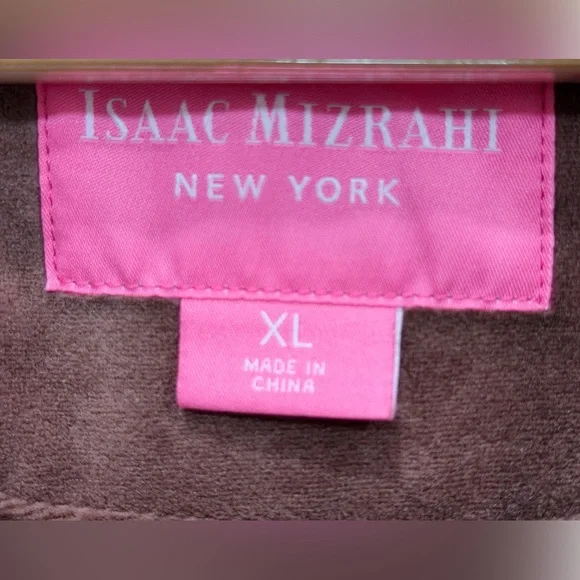 ISAAC MIZRAHI
NEW YORK
XL
MADE IN
CHINA